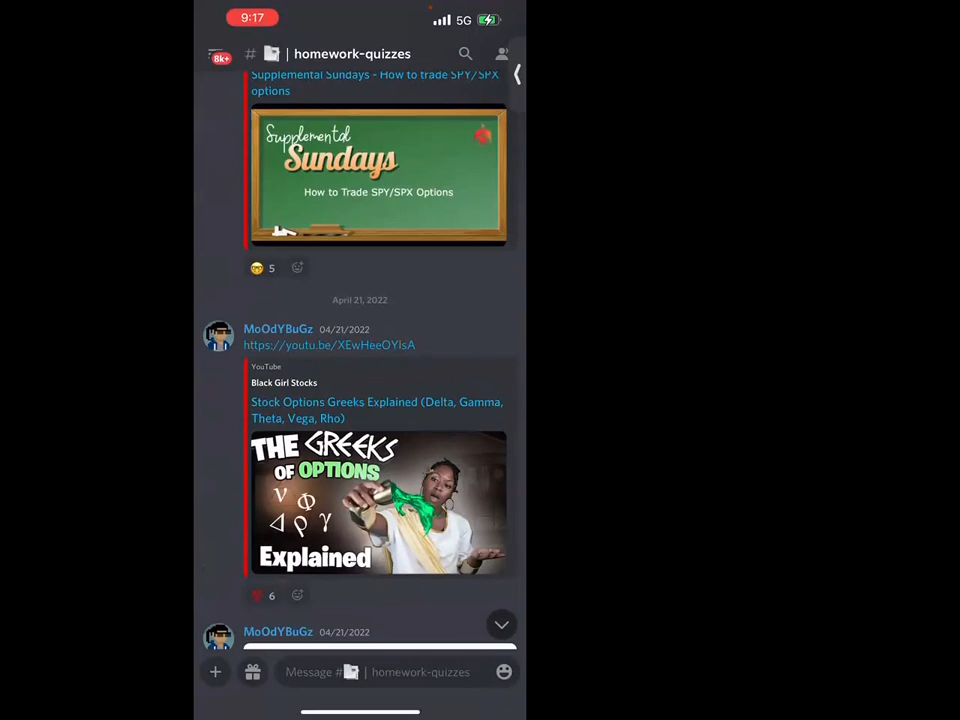 9:17
5G
8k+
# | homework-quizzes
Supplemental Sundays - How to trade SPY/SPX
options
Supplemental
Sundays
How to Trade SPY/SPX Options
5
April 21, 2022
MoOdYBuGz 04/21/2022
https://youtu.be/XEwHeeOYIsA
YouTube
Black Girl Stocks
Stock Options Greeks Explained (Delta, Gamma,
Theta, Vega, Rho)
THE GREEKS
OF OPTIONS
ν Φ
Δ ρ γ
Explained
6
MoOdYBuGz 04/21/2022
Message # | homework-quizzes